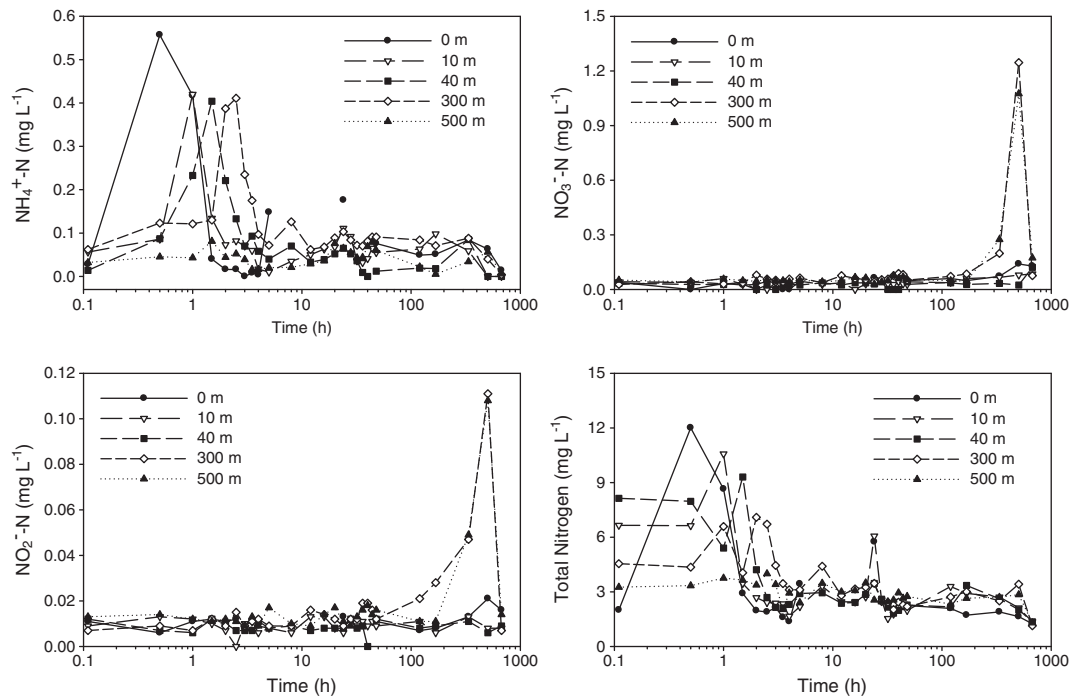 NH₄⁺-N (mg L⁻¹)
0.6
0.5
0.4
0.3
0.2
0.1
0.0
0 m
10 m
40 m
300 m
500 m
0.1 1 10 100 1000
Time (h)
NO₃⁻-N (mg L⁻¹)
1.5
1.2
0.9
0.6
0.3
0.0
0 m
10 m
40 m
300 m
500 m
0.1 1 10 100 1000
Time (h)
NO₂⁻-N (mg L⁻¹)
0.12
0.10
0.08
0.06
0.04
0.02
0.00
0 m
10 m
40 m
300 m
500 m
0.1 1 10 100 1000
Time (h)
Total Nitrogen (mg L⁻¹)
15
12
9
6
3
0
0 m
10 m
40 m
300 m
500 m
0.1 1 10 100 1000
Time (h)